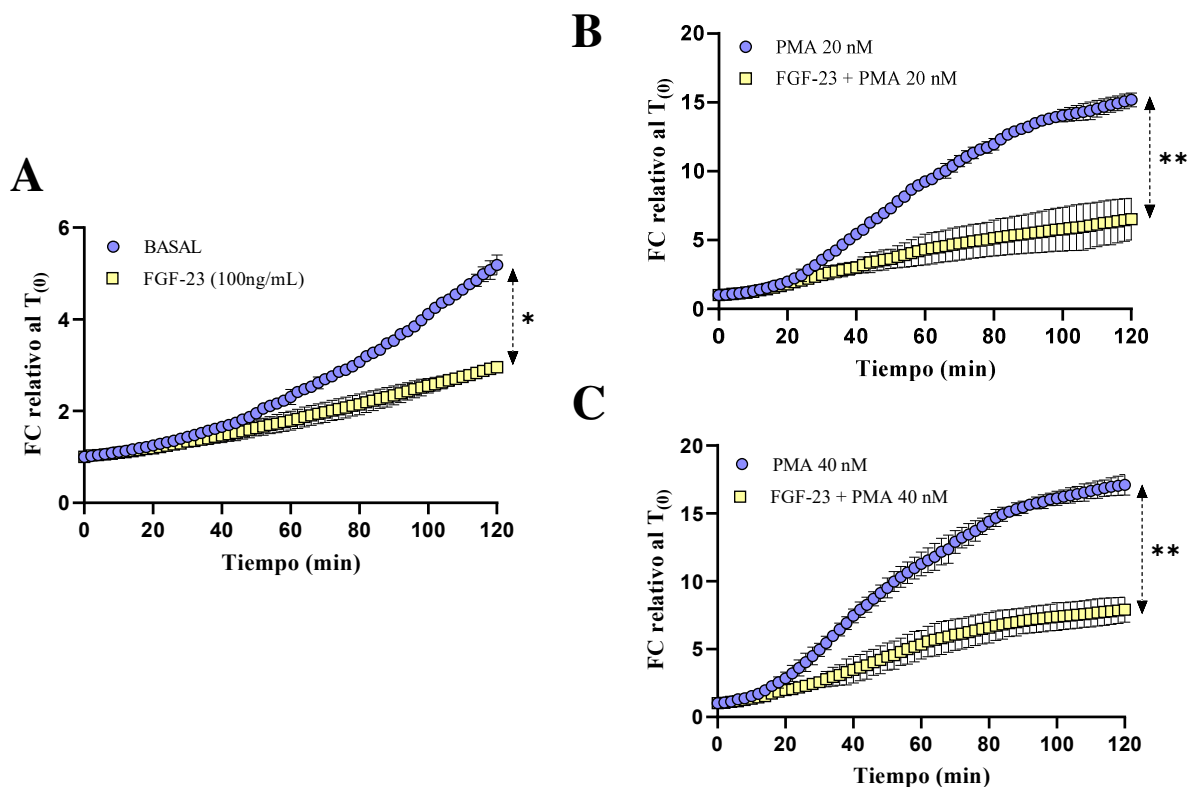 A
FC relativo al T(0)
6
4
2
0
BASAL
FGF-23 (100ng/mL)
*
0 20 40 60 80 100 120
Tiempo (min)
B
FC relativo al T(0)
20
15
10
5
0
PMA 20 nM
FGF-23 + PMA 20 nM
**
0 20 40 60 80 100 120
Tiempo (min)
C
FC relativo al T(0)
20
15
10
5
0
PMA 40 nM
FGF-23 + PMA 40 nM
**
0 20 40 60 80 100 120
Tiempo (min)